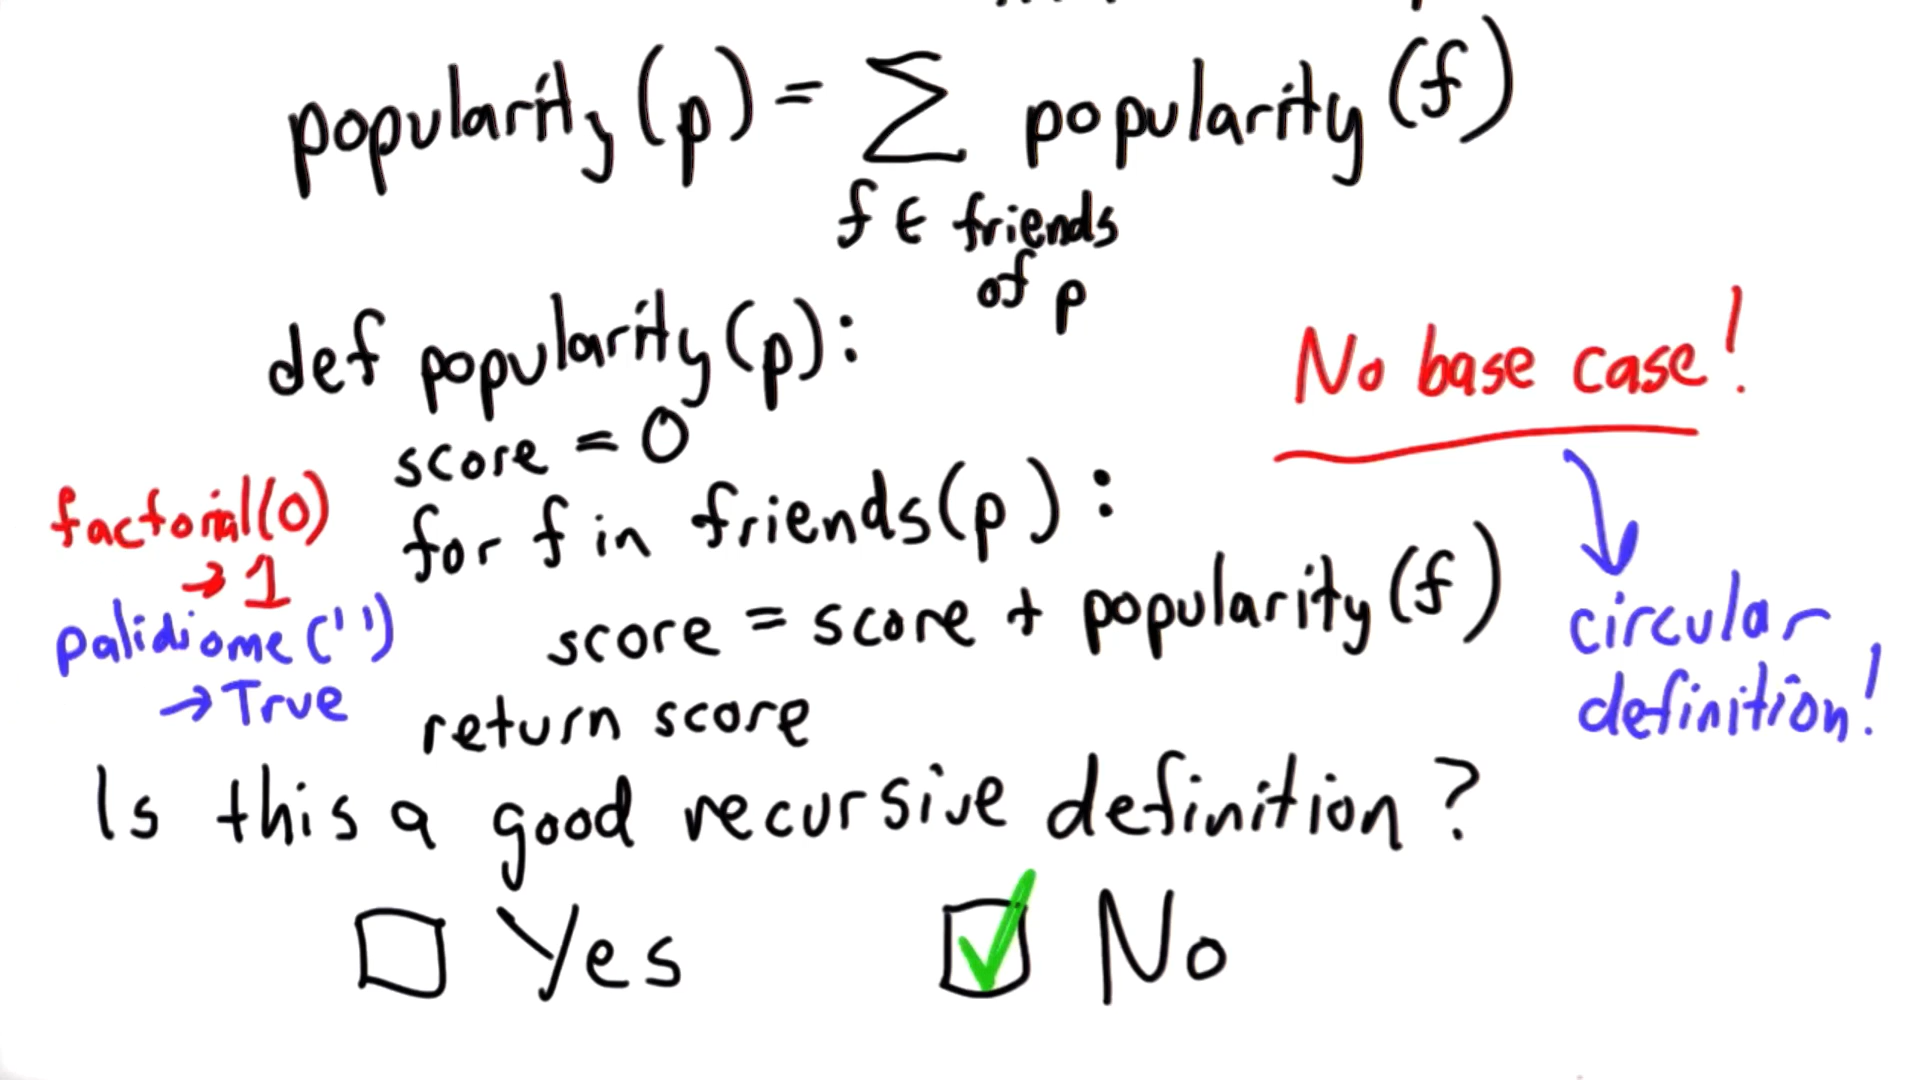 popularity (p) = ∑ popularity (f)
f ∈ friends
of p
def popularity (p):
No base case!
score = 0
for f in friends(p):
factorial(0)
→ 1
score = score + popularity (f)
circular
definition!
palidiome('')
→ True
return score
Is this a good recursive definition?
Yes
No